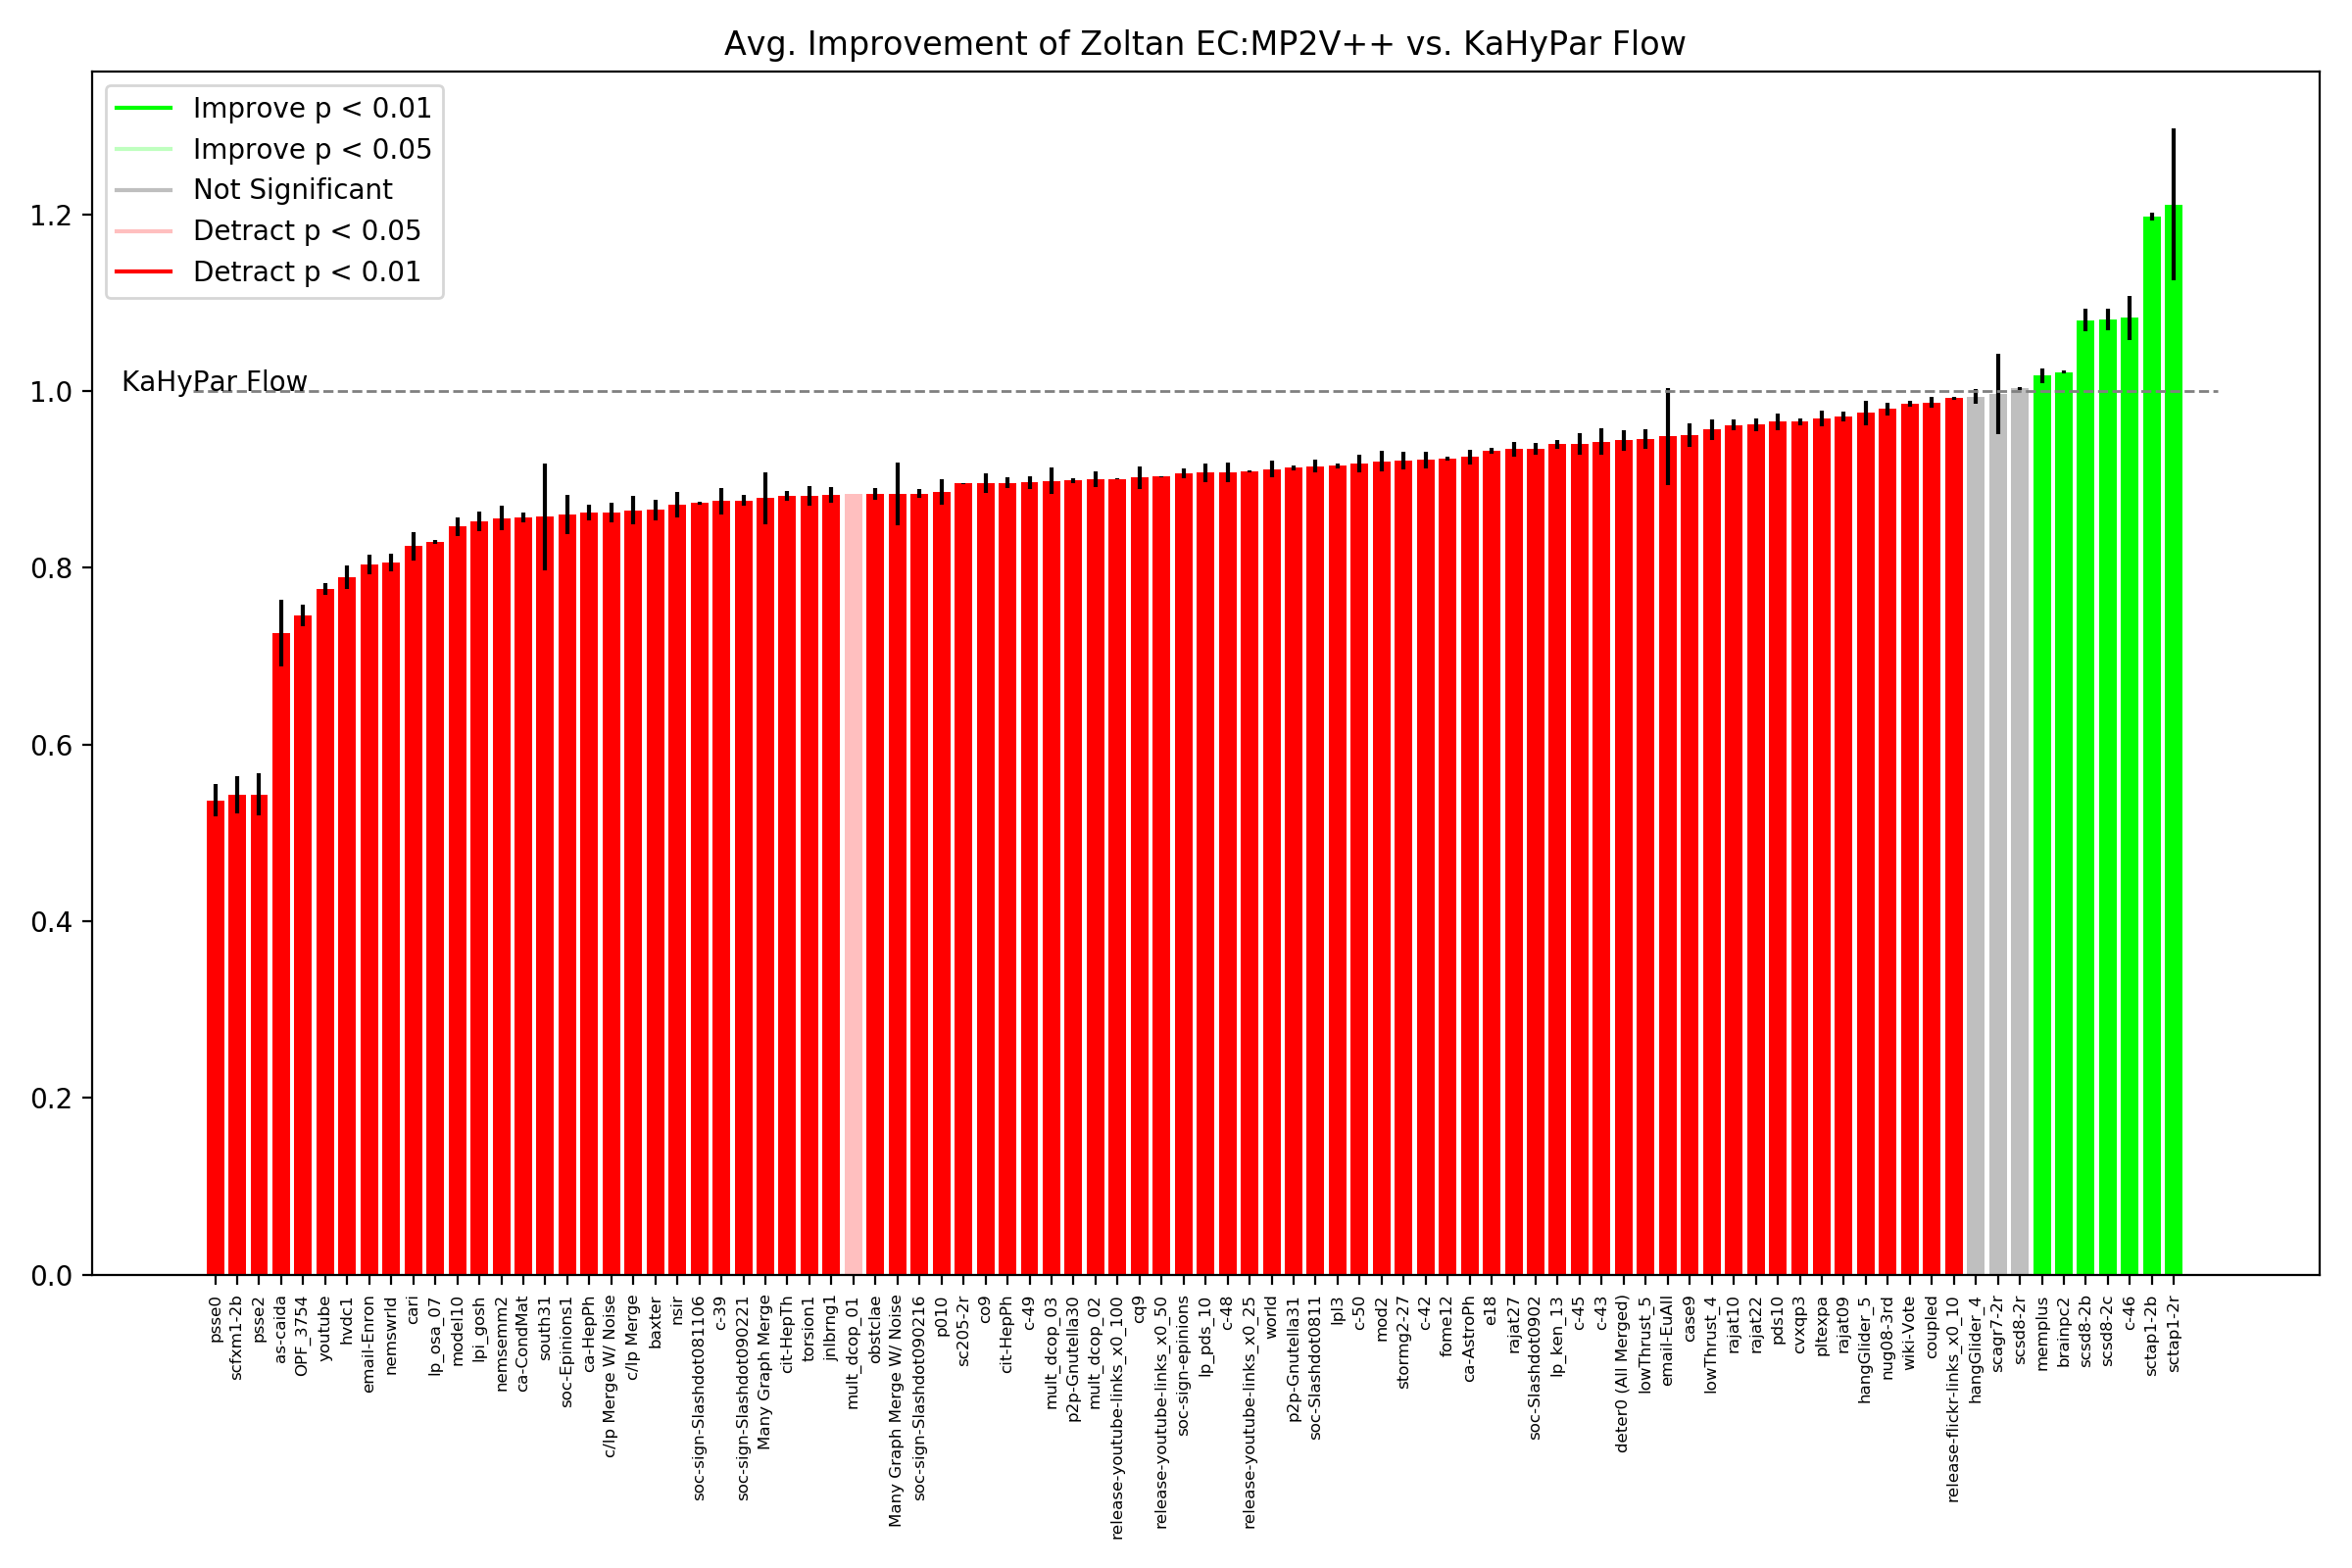 Avg. Improvement of Zoltan EC:MP2V++ vs. KaHyPar Flow
Improve p < 0.01
Improve p < 0.05
Not Significant
Detract p < 0.05
Detract p < 0.01
KaHyPar Flow
1.2
1.0
0.8
0.6
0.4
0.2
0.0
psse0
scfxm1-2b
psse2
as-caida
OPF_3754
youtube
hvdc1
email-Enron
nemswrld
cari
lp_osa_07
model10
lpi_gosh
nemsemm2
ca-CondMat
south31
soc-Epinions1
ca-HepPh
c/lp Merge W/ Noise
c/lp Merge
baxter
nsir
soc-sign-Slashdot081106
c-39
soc-sign-Slashdot090221
Many Graph Merge
cit-HepTh
torsion1
jnlbrng1
mult_dcop_01
obstclae
Many Graph Merge W/ Noise
soc-sign-Slashdot090216
p010
sc205-2r
co9
cit-HepPh
c-49
mult_dcop_03
p2p-Gnutella30
mult_dcop_02
release-youtube-links_x0_100
cq9
release-youtube-links_x0_50
soc-sign-epinions
lp_pds_10
c-48
release-youtube-links_x0_25
world
p2p-Gnutella31
soc-Slashdot0811
lpl3
c-50
mod2
stormg2-27
c-42
fome12
ca-AstroPh
e18
rajat27
soc-Slashdot0902
lp_ken_13
c-45
c-43
deter0 (All Merged)
lowThrust_5
email-EuAll
case9
lowThrust_4
rajat10
rajat22
pds10
cvxqp3
pltexpa
rajat09
hangGlider_5
nug08-3rd
wiki-Vote
coupled
release-flickr-links_x0_10
hangGlider_4
scagr7-2r
scsd8-2r
memplus
brainpc2
scsd8-2b
scsd8-2c
c-46
sctap1-2b
sctap1-2r